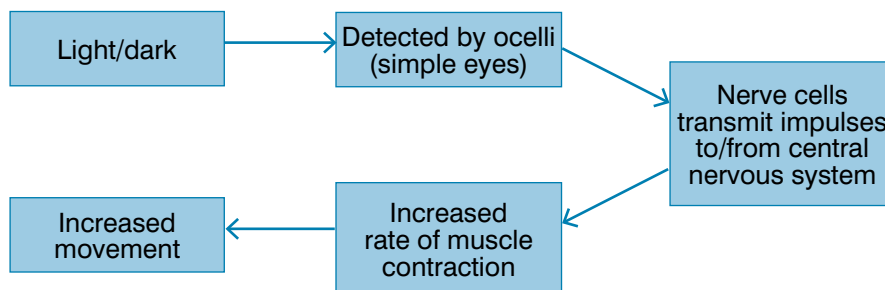 Light/dark
Detected by ocelli
(simple eyes)
Nerve cells
transmit impulses
to/from central
nervous system
Increased
rate of muscle
contraction
Increased
movement